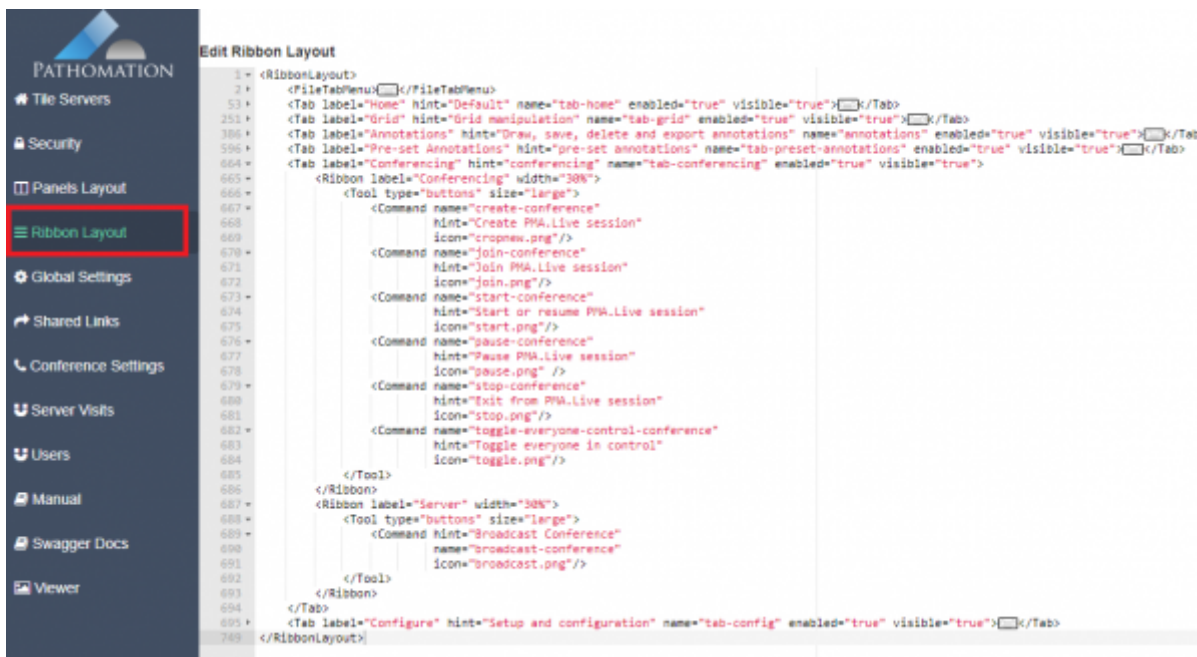 PATHOMATION
Tile Servers
Security
Panels Layout
Ribbon Layout
Global Settings
Shared Links
Conference Settings
Server Visits
Users
Manual
Swagger Docs
Viewer
Edit Ribbon Layout
1 <RibbonLayout>
2 <FileTabMenu>...</FileTabMenu>
53 <Tab label="Home" hint="Default" name="tab-home" enabled="true" visible="true">...</Tab>
251 <Tab label="Grid" hint="Grid manipulation" name="tab-grid" enabled="true" visible="true">...</Tab>
386 <Tab label="Annotations" hint="Draw, save, delete and export annotations" name="annotations" enabled="true" visible="true">...</Tab>
596 <Tab label="Pre-set Annotations" hint="pre-set annotations" name="tab-preset-annotations" enabled="true" visible="true">...</Tab>
664 <Tab label="Conferencing" hint="conferencing" name="tab-conferencing" enabled="true" visible="true">
665 <Ribbon label="Conferencing" width="30%">
666 <Tool type="buttons" size="large">
667 <Command name="create-conference"
668 hint="Create PMA.Live session"
669 icon="cropnew.png"/>
670 <Command name="join-conference"
671 hint="Join PMA.Live session"
672 icon="join.png"/>
673 <Command name="start-conference"
674 hint="Start or resume PMA.Live session"
675 icon="start.png"/>
676 <Command name="pause-conference"
677 hint="Pause PMA.Live session"
678 icon="pause.png" />
679 <Command name="stop-conference"
680 hint="Exit from PMA.Live session"
681 icon="stop.png"/>
682 <Command name="toggle-everyone-control-conference"
683 hint="Toggle everyone in control"
684 icon="toggle.png"/>
685 </Tool>
686 </Ribbon>
687 <Ribbon label="Server" width="30%">
688 <Tool type="buttons" size="large">
689 <Command hint="Broadcast Conference"
690 name="broadcast-conference"
691 icon="broadcast.png"/>
692 </Tool>
693 </Ribbon>
694 </Tab>
695 <Tab label="Configure" hint="Setup and configuration" name="tab-config" enabled="true" visible="true">...</Tab>
749 </RibbonLayout>